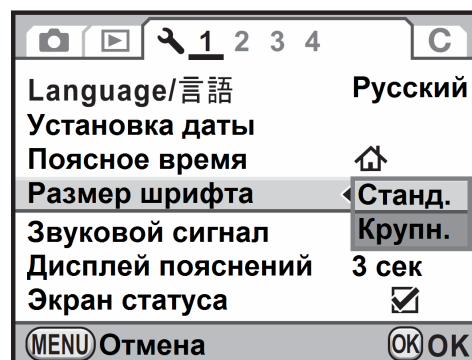 1 2 3 4 C
Language/言語 Русский
Установка даты
Поясное время
Размер шрифта Станд.
Крупн.
Звуковой сигнал
Дисплей пояснений 3 сек
Экран статуса
MENU Отмена OK OK